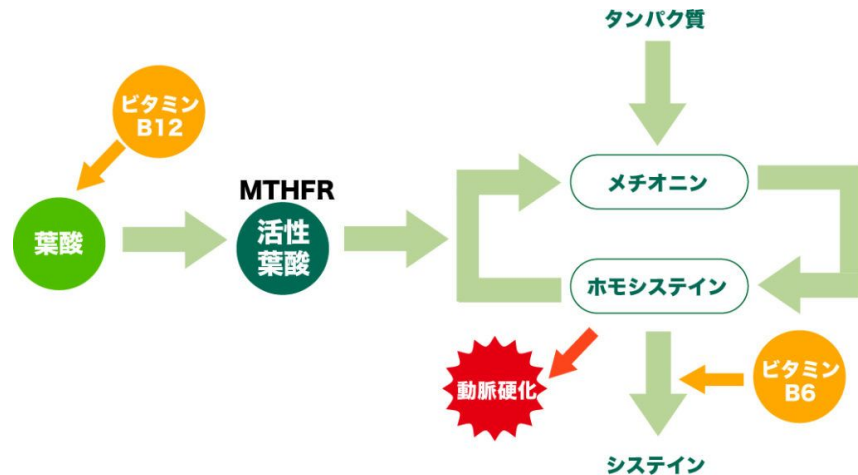 タンパク質
ビタミン
B12
MTHFR
メチオニン
葉酸
活性
葉酸
ホモシステイン
動脈硬化
ビタミン
B6
システイン